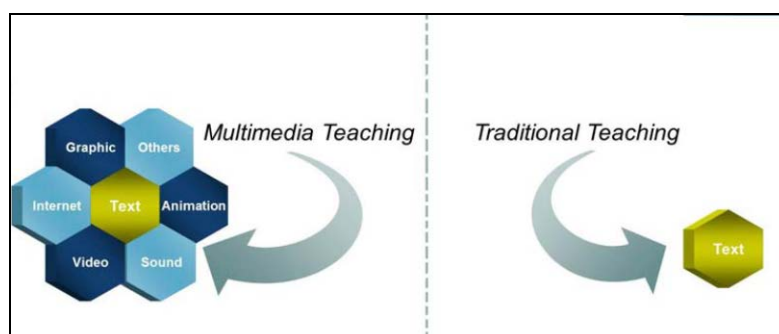 Multimedia Teaching
Graphic
Others
Internet
Text
Animation
Video
Sound
Traditional Teaching
Text